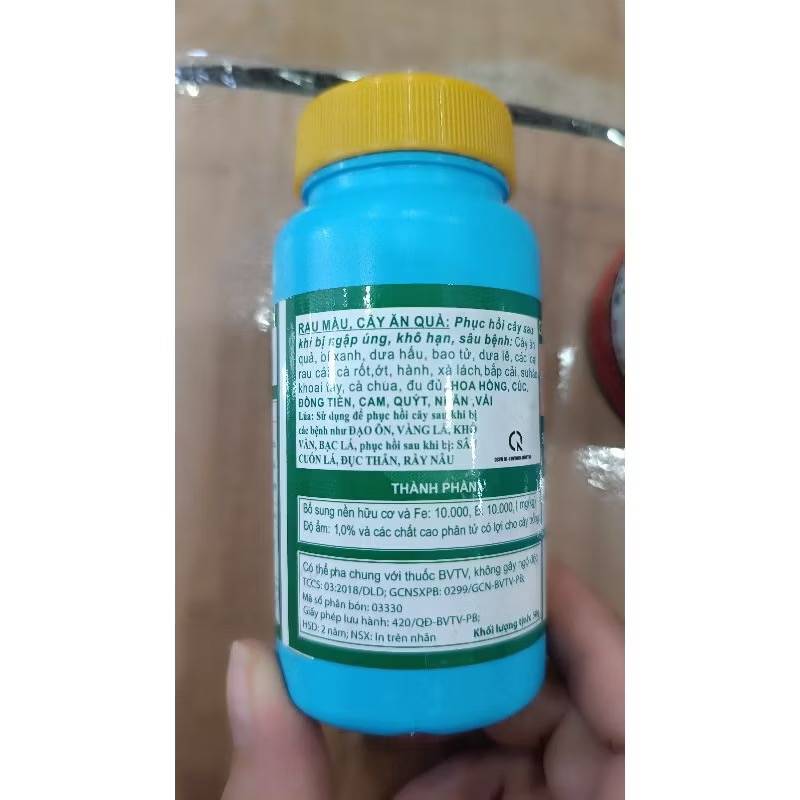 RAU MÀU, CÂY ĂN QUẢ: Phục hồi cây sau
khi bị ngập úng, khô hạn, sâu bệnh: Cây ăn
quả, bí xanh, dưa hấu, bao tử, dưa lê, các loại
rau cải, cà rốt, ớt, hành, xà lách, bắp cải, su hào
khoai tây, cà chua, đu đủ, HOA HỒNG, CÚC,
ĐỒNG TIỀN, CAM, QUÝT, NHÃN ,VẢI
Lúa: Sử dụng để phục hồi cây sau khi bị
các bệnh như ĐẠO ÔN, VÀNG LÁ, KHÔ
VẰN, BẠC LÁ, phục hồi sau khi bị: SÂU
CUỐN LÁ, ĐỤC THÂN, RẦY NÂU
THÀNH PHẦN
Bổ sung nền hữu cơ và Fe: 10.000, B: 10.000, ( mg/kg)
Độ ẩm: 1,0% và các chất cao phân tử có lợi cho cây trồng
Có thể pha chung với thuốc BVTV, không gây ngộ độc
TCCS: 03:2018/DLD; GCNSXPB: 0299/GCN-BVTV-PB;
Mã số phân bón: 03330
Giấy phép lưu hành: 420/QĐ-BVTV-PB;
HSD: 2 năm; NSX: In trên nhãn
Khối lượng tịnh: